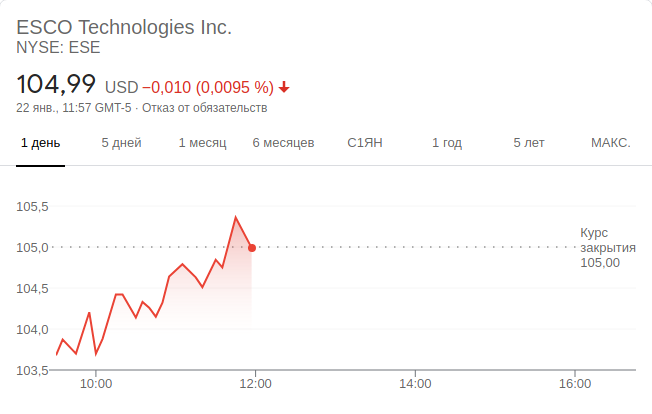 ESCO Technologies Inc.
NYSE: ESE
104,99 USD −0,010 (0,0095 %)
22 янв., 11:57 GMT-5 · Отказ от обязательств
1 день 5 дней 1 месяц 6 месяцев С1ЯН 1 год 5 лет МАКС.
105,5
105,0
104,5
104,0
103,5
Курс
закрытия
105,00
10:00 12:00 14:00 16:00